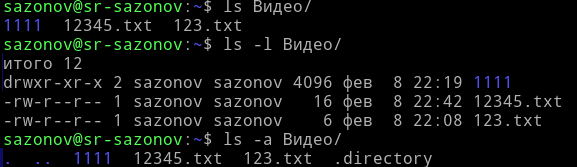 sazonov@sr-sazonov:~$ ls Видео/
1111  12345.txt  123.txt
sazonov@sr-sazonov:~$ ls -l Видео/
итого 12
drwxr-xr-x 2 sazonov sazonov 4096 фев  8 22:19 1111
-rw-r--r-- 1 sazonov sazonov   16 фев  8 22:42 12345.txt
-rw-r--r-- 1 sazonov sazonov    6 фев  8 22:08 123.txt
sazonov@sr-sazonov:~$ ls -a Видео/
.  ..  1111  12345.txt  123.txt  .directory